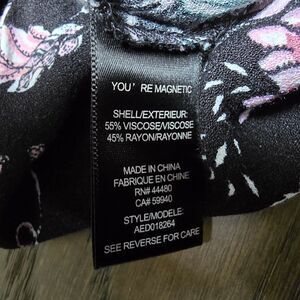 YOU'RE MAGNETIC
SHELL/EXTERIEUR:
55% VISCOSE/VISCOSE
45% RAYON/RAYONNE
MADE IN CHINA
FABRIQUE EN CHINE
RN# 44480
CA# 59940
STYLE/MODELE:
AED018264
SEE REVERSE FOR CARE